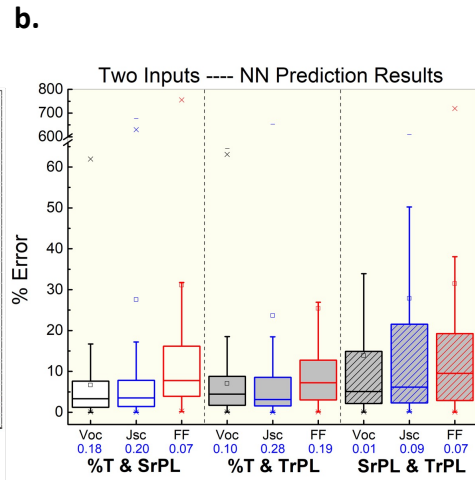 b.
Two Inputs ---- NN Prediction Results
800
700
600
60
50
40
30
20
10
0
% Error
Voc Jsc FF Voc Jsc FF Voc Jsc FF
0.18 0.20 0.07 0.10 0.28 0.19 0.01 0.09 0.07
%T & SrPL %T & TrPL SrPL & TrPL